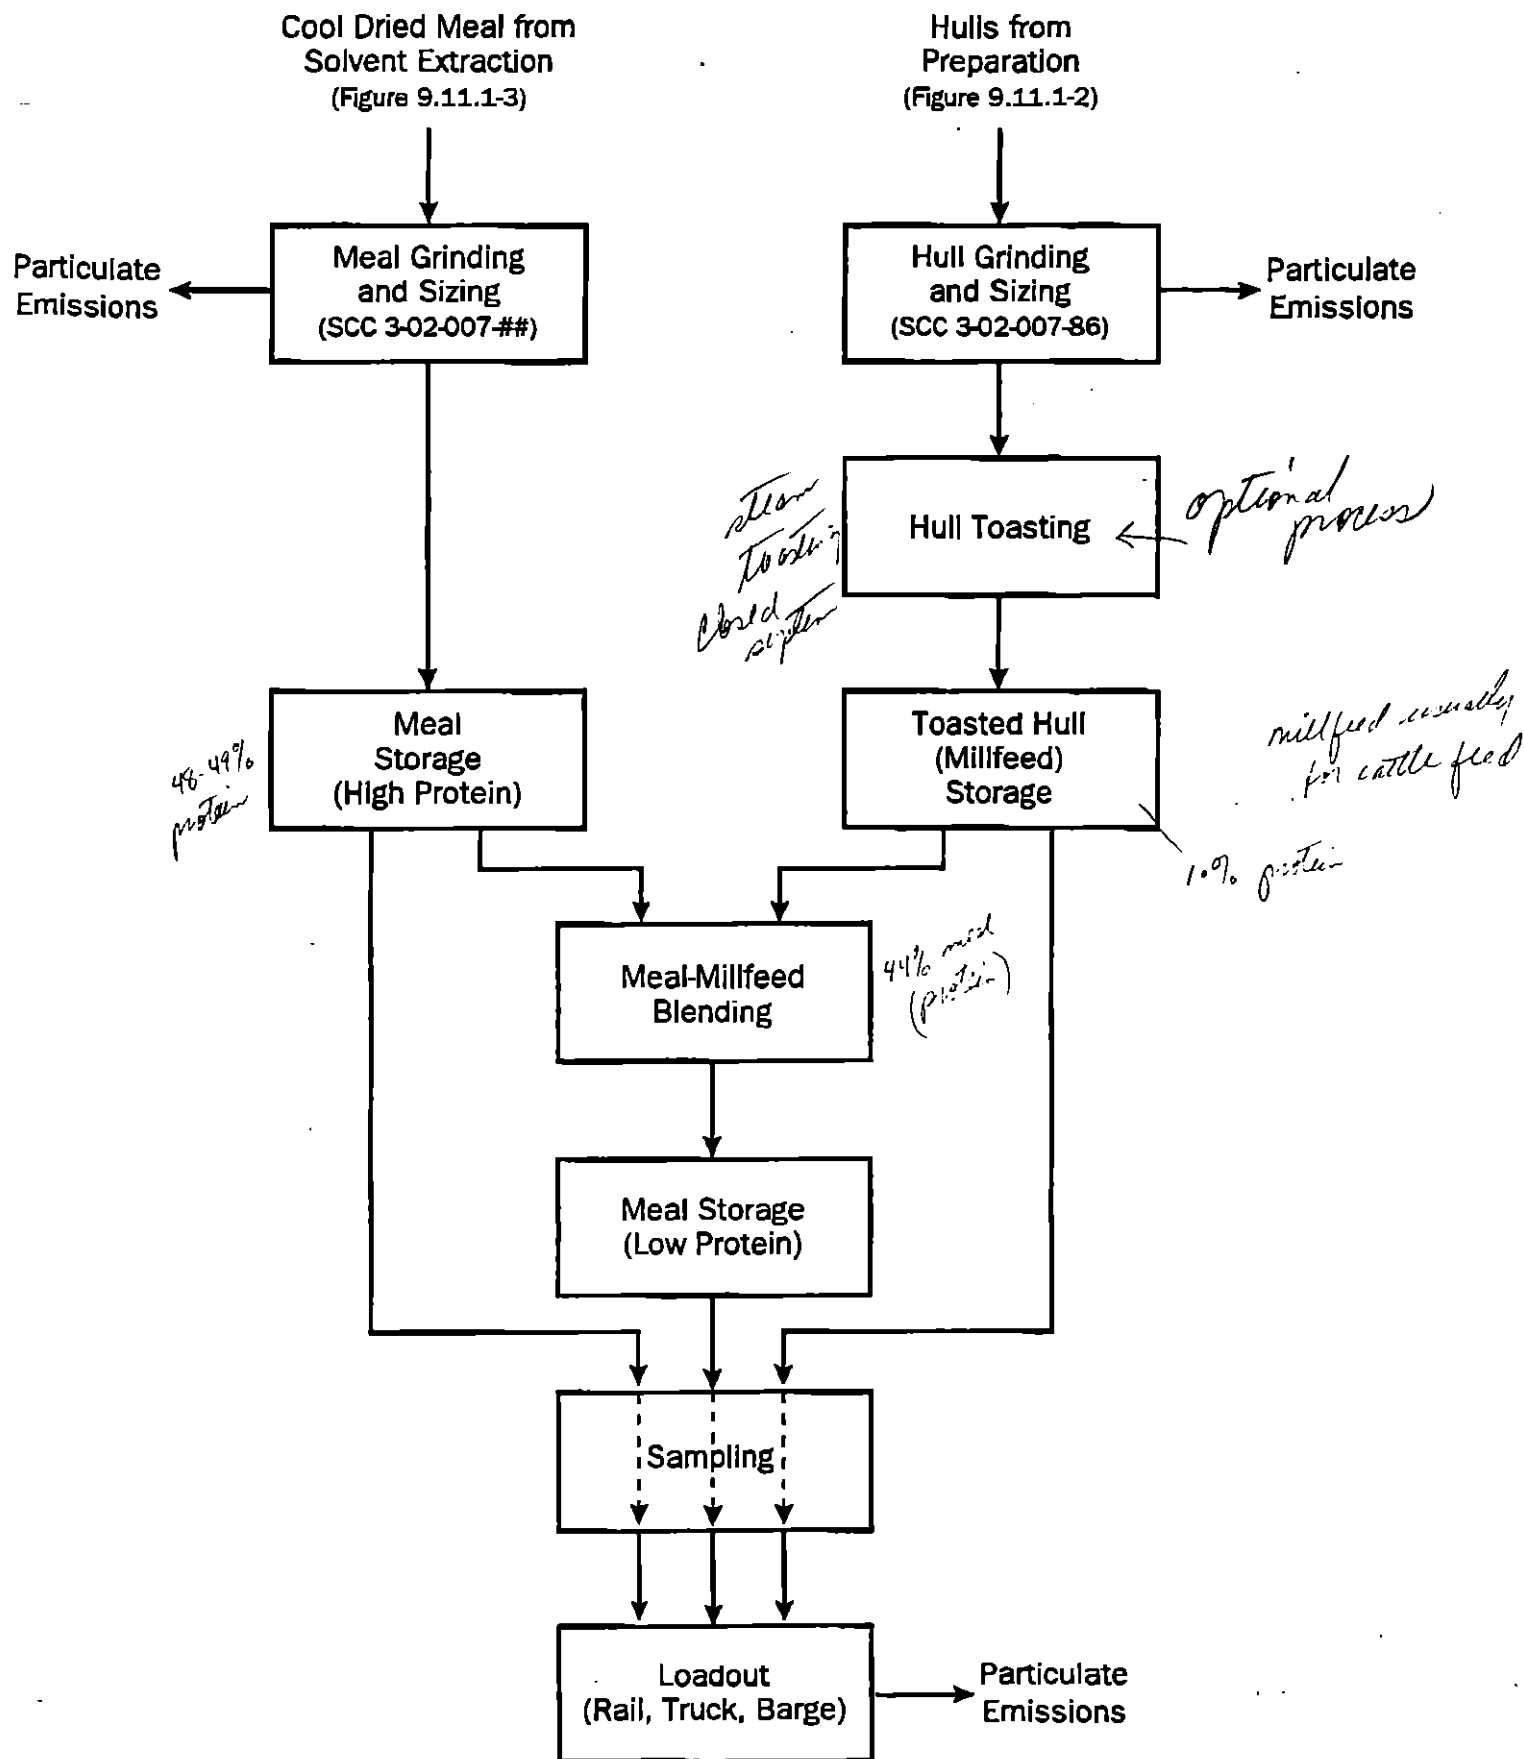 Cool Dried Meal from
Solvent Extraction
(Figure 9.11.1-3)
Hulls from
Preparation
(Figure 9.11.1-2)
Particulate
Emissions
Meal Grinding
and Sizing
(SCC 3-02-007-##)
Hull Grinding
and Sizing
(SCC 3-02-007-86)
Particulate
Emissions
steam
toasting
closed
system
Hull Toasting
optional
process
48-49%
protein
Meal
Storage
(High Protein)
Toasted Hull
(Millfeed)
Storage
millfeed usually
for cattle feed
10% protein
Meal-Millfeed
Blending
44% meal
(protein)
Meal Storage
(Low Protein)
Sampling
Loadout
(Rail, Truck, Barge)
Particulate
Emissions